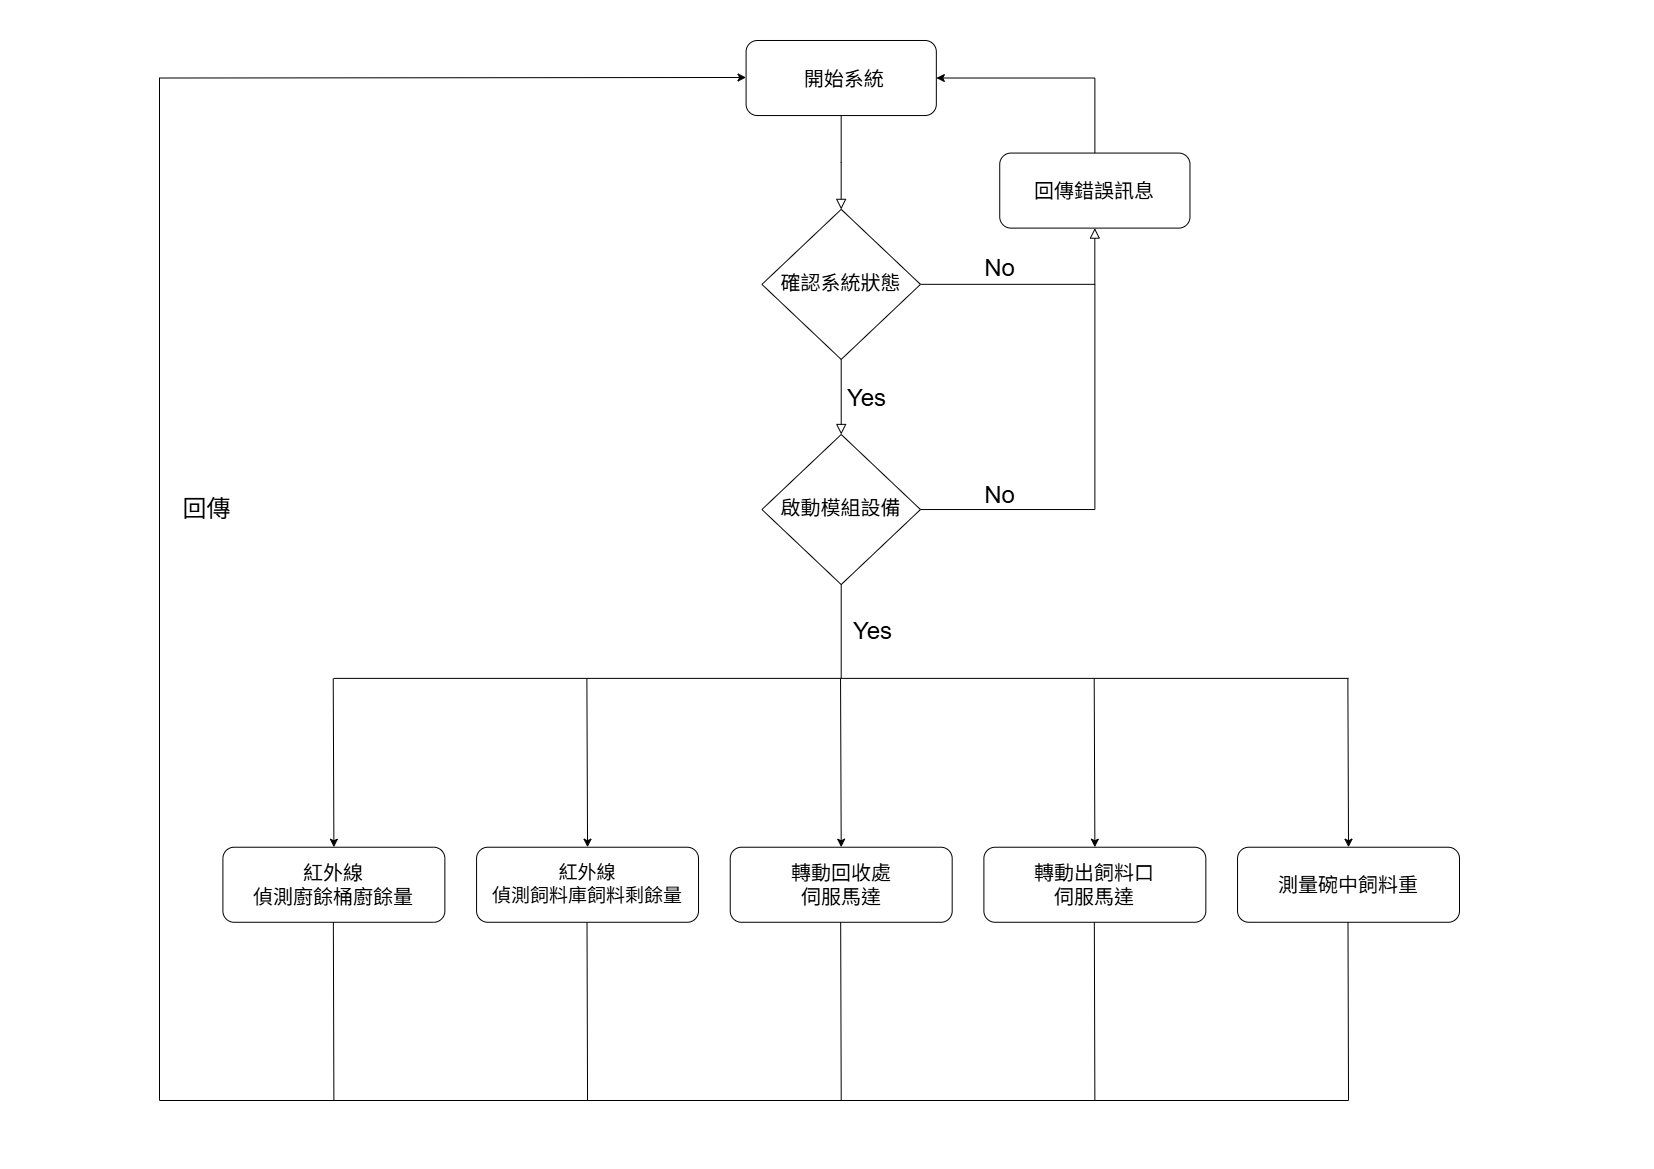 開始系統
回傳錯誤訊息
No
確認系統狀態
Yes
No
啟動模組設備
回傳
Yes
紅外線
偵測廚餘桶廚餘量
紅外線
偵測飼料庫飼料剩餘量
轉動回收處
伺服馬達
轉動出飼料口
伺服馬達
測量碗中飼料重